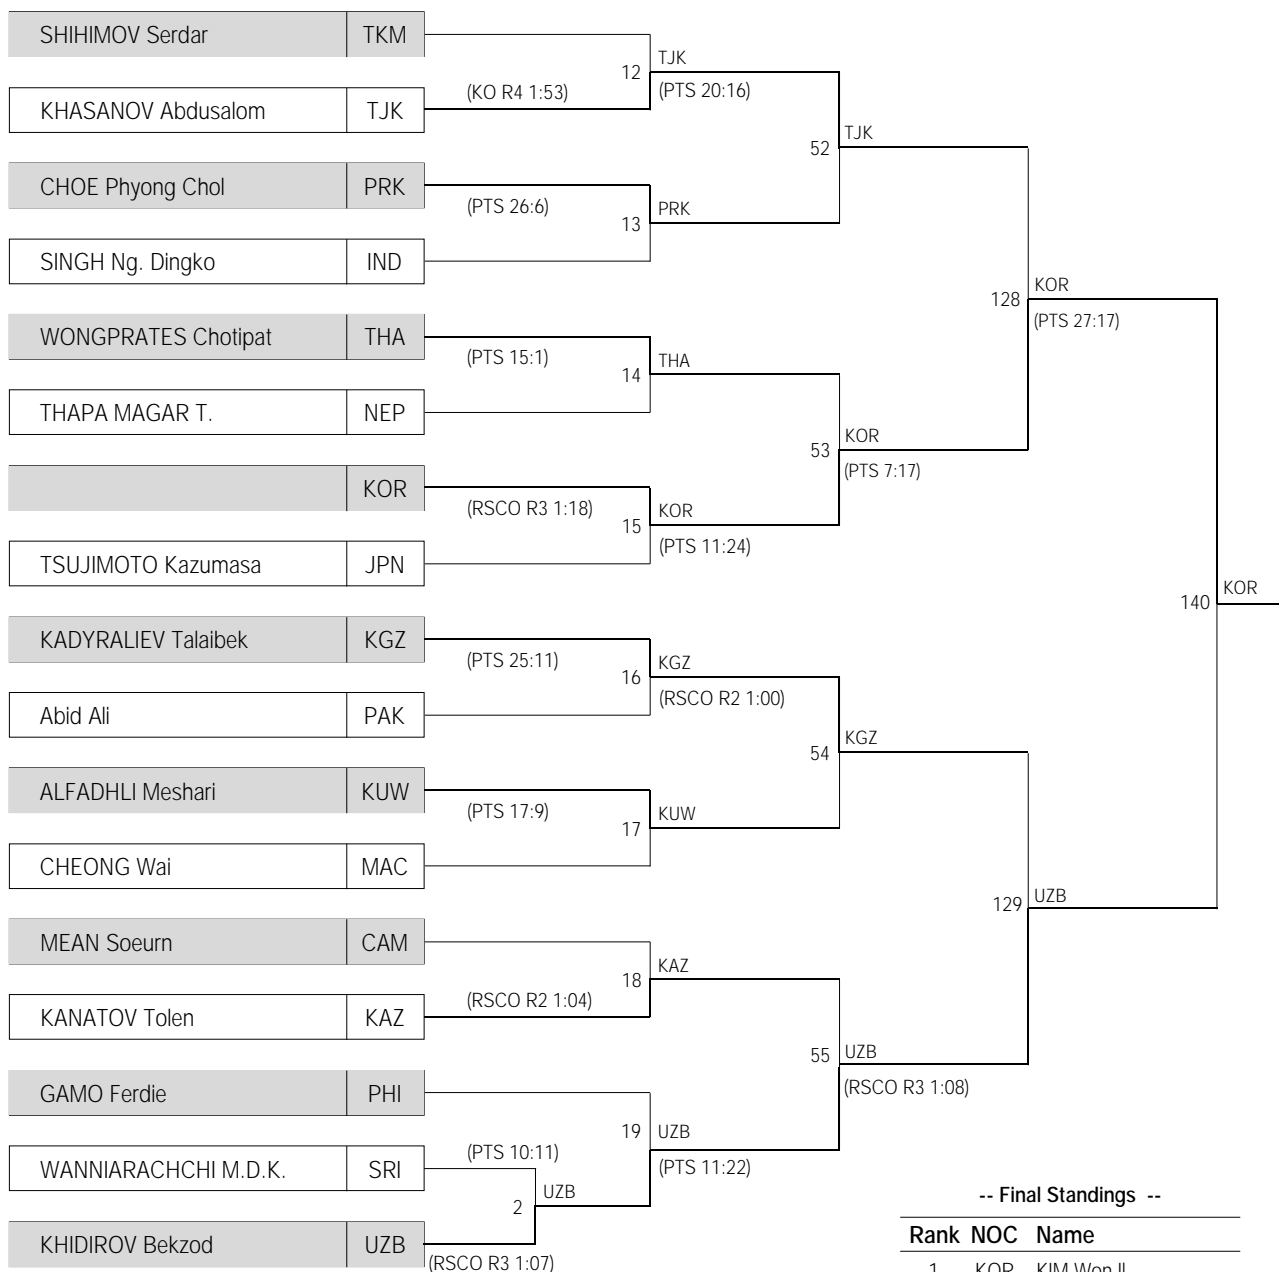 SHIHIMOV Serdar TKM
TJK
12
(KO R4 1:53)
(PTS 20:16)
KHASANOV Abdusalom TJK
TJK
52
CHOE Phyong Chol PRK
(PTS 26:6)
PRK
13
SINGH Ng. Dingko IND
KOR
128
(PTS 27:17)
WONGPRATES Chotipat THA
(PTS 15:1)
THA
14
THAPA MAGAR T. NEP
KOR
53
(PTS 7:17)
KOR
(RSCO R3 1:18)
KOR
15
(PTS 11:24)
TSUJIMOTO Kazumasa JPN
KOR
140
KADYRALIEV Talaibek KGZ
(PTS 25:11)
KGZ
16
(RSCO R2 1:00)
Abid Ali PAK
KGZ
54
ALFADHLI Meshari KUW
(PTS 17:9)
KUW
17
CHEONG Wai MAC
UZB
129
MEAN Soeurn CAM
KAZ
18
(RSCO R2 1:04)
KANATOV Tolen KAZ
UZB
55
(RSCO R3 1:08)
GAMO Ferdie PHI
UZB
19
(PTS 10:11)
(PTS 11:22)
WANNIARACHCHI M.D.K. SRI
UZB
2
KHIDIROV Bekzod UZB
(RSCO R3 1:07)
-- Final Standings --
Rank NOC Name
1 KOR KIM Won Il